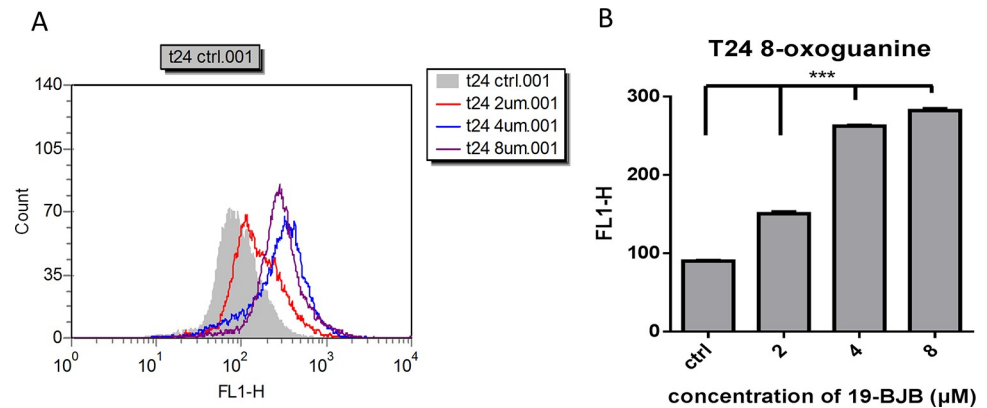 A
t24 ctrl.001
140
105
70
35
0
Count
10^0 10^1 10^2 10^3 10^4
FL1-H
t24 ctrl.001
t24 2um.001
t24 4um.001
t24 8um.001
B
T24 8-oxoguanine
***
300
200
100
0
FL1-H
ctrl 2 4 8
concentration of 19-BJB (μM)